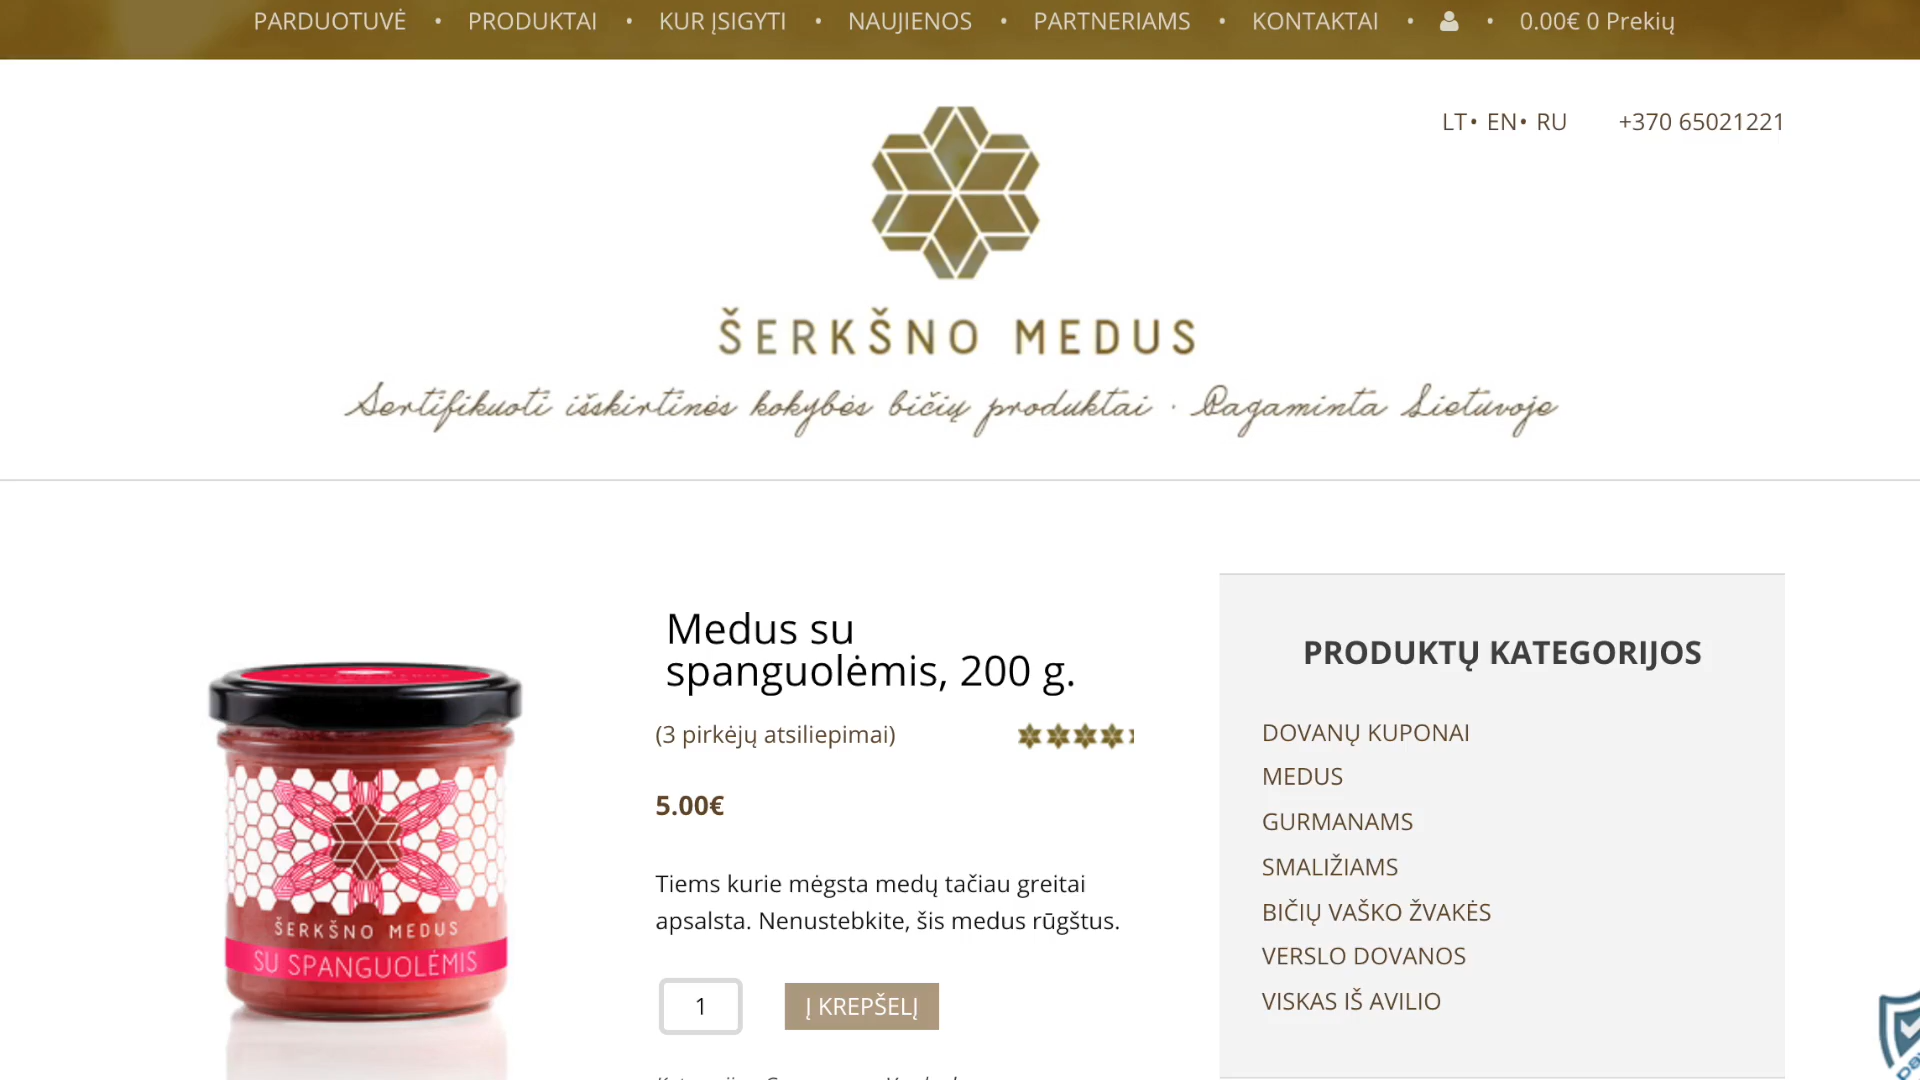 PARDUOTUVĖ • PRODUKTAI • KUR ĮSIGYTI • NAUJIENOS • PARTNERIAMS • KONTAKTAI • • 0.00€ 0 Prekių
LT• EN• RU +370 65021221
ŠERKŠNO MEDUS
Sertifikuoti išskirtinės kokybės bičių produktai · Pagaminta Lietuvoje
Medus su
spanguolėmis, 200 g.
(3 pirkėjų atsiliepimai)
5.00€
Tiems kurie mėgsta medų tačiau greitai
apsalsta. Nenustebkite, šis medus rūgštus.
1
Į KREPŠELĮ
ŠERKŠNO MEDUS
SU SPANGUOLĖMIS
PRODUKTŲ KATEGORIJOS
DOVANŲ KUPONAI
MEDUS
GURMANAMS
SMALIŽIAMS
BIČIŲ VAŠKO ŽVAKĖS
VERSLO DOVANOS
VISKAS IŠ AVILIO